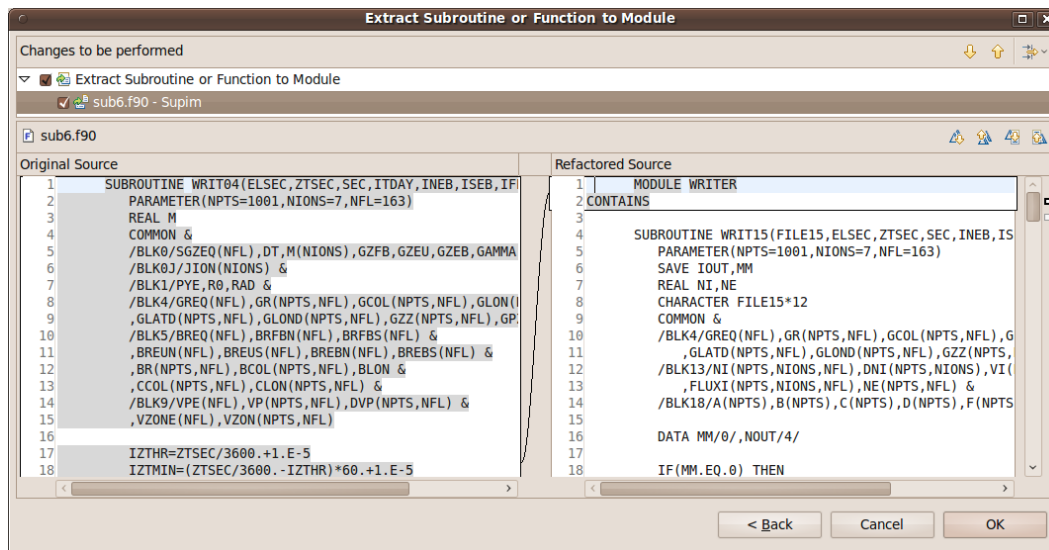 Extract Subroutine or Function to Module
Changes to be performed
Extract Subroutine or Function to Module
sub6.f90 - Supim
sub6.f90
Original Source
1 SUBROUTINE WRIT04(ELSEC,ZTSEC,SEC,ITDAY,INEB,ISEB,IF
2 PARAMETER(NPTS=1001,NIONS=7,NFL=163)
3 REAL M
4 COMMON &
5 /BLK0/SGZEQ(NFL),DT,M(NIONS),GZFB,GZEU,GZEB,GAMMA
6 /BLK0J/JION(NIONS) &
7 /BLK1/PYE,R0,RAD &
8 /BLK4/GREQ(NFL),GR(NPTS,NFL),GCOL(NPTS,NFL),GLON(
9 ,GLATD(NPTS,NFL),GLOND(NPTS,NFL),GZZ(NPTS,NFL),GP
10 /BLK5/BREQ(NFL),BRFBN(NFL),BRFBS(NFL) &
11 ,BREUN(NFL),BREUS(NFL),BREBN(NFL),BREBS(NFL) &
12 ,BR(NPTS,NFL),BCOL(NPTS,NFL),BLON &
13 ,CCOL(NPTS,NFL),CLON(NPTS,NFL) &
14 /BLK9/VPE(NFL),VP(NPTS,NFL),DVP(NPTS,NFL) &
15 ,VZONE(NFL),VZON(NPTS,NFL)
16
17 IZTHR=ZTSEC/3600.+1.E-5
18 IZTMIN=(ZTSEC/3600.-IZTHR)*60.+1.E-5
Refactored Source
1 MODULE WRITER
2 CONTAINS
3
4 SUBROUTINE WRIT15(FILE15,ELSEC,ZTSEC,SEC,INEB,IS
5 PARAMETER(NPTS=1001,NIONS=7,NFL=163)
6 SAVE IOUT,MM
7 REAL NI,NE
8 CHARACTER FILE15*12
9 COMMON &
10 /BLK4/GREQ(NFL),GR(NPTS,NFL),GCOL(NPTS,NFL),G
11 ,GLATD(NPTS,NFL),GLOND(NPTS,NFL),GZZ(NPTS,
12 /BLK13/NI(NPTS,NIONS,NFL),DNI(NPTS,NIONS),VI(
13 ,FLUXI(NPTS,NIONS,NFL),NE(NPTS,NFL) &
14 /BLK18/A(NPTS),B(NPTS),C(NPTS),D(NPTS),F(NPTS
15
16 DATA MM/0/,NOUT/4/
17
18 IF(MM.EQ.0) THEN
< Back
Cancel
OK